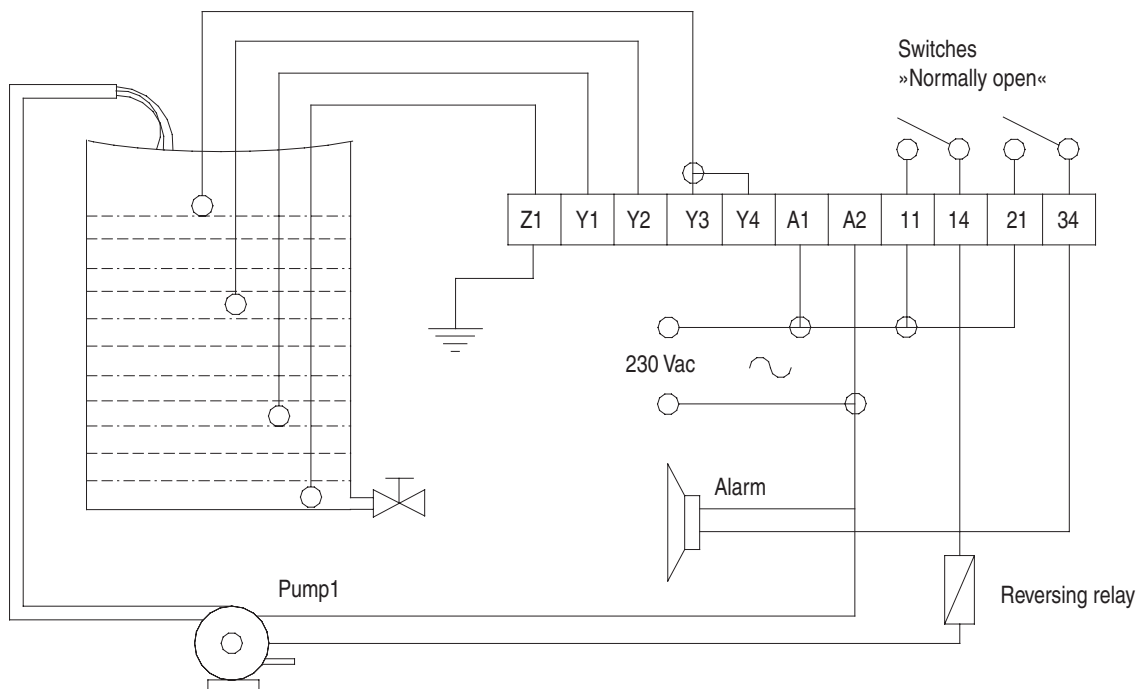 Switches
»Normally open«
Z1 Y1 Y2 Y3 Y4 A1 A2 11 14 21 34
230 Vac
Alarm
Pump1
Reversing relay